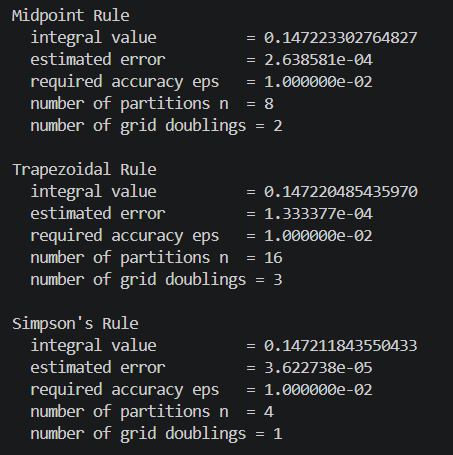 Midpoint Rule
  integral value          = 0.147223302764827
  estimated error         = 2.638581e-04
  required accuracy eps   = 1.000000e-02
  number of partitions n  = 8
  number of grid doublings = 2

Trapezoidal Rule
  integral value          = 0.147220485435970
  estimated error         = 1.333377e-04
  required accuracy eps   = 1.000000e-02
  number of partitions n  = 16
  number of grid doublings = 3

Simpson's Rule
  integral value          = 0.147211843550433
  estimated error         = 3.622738e-05
  required accuracy eps   = 1.000000e-02
  number of partitions n  = 4
  number of grid doublings = 1